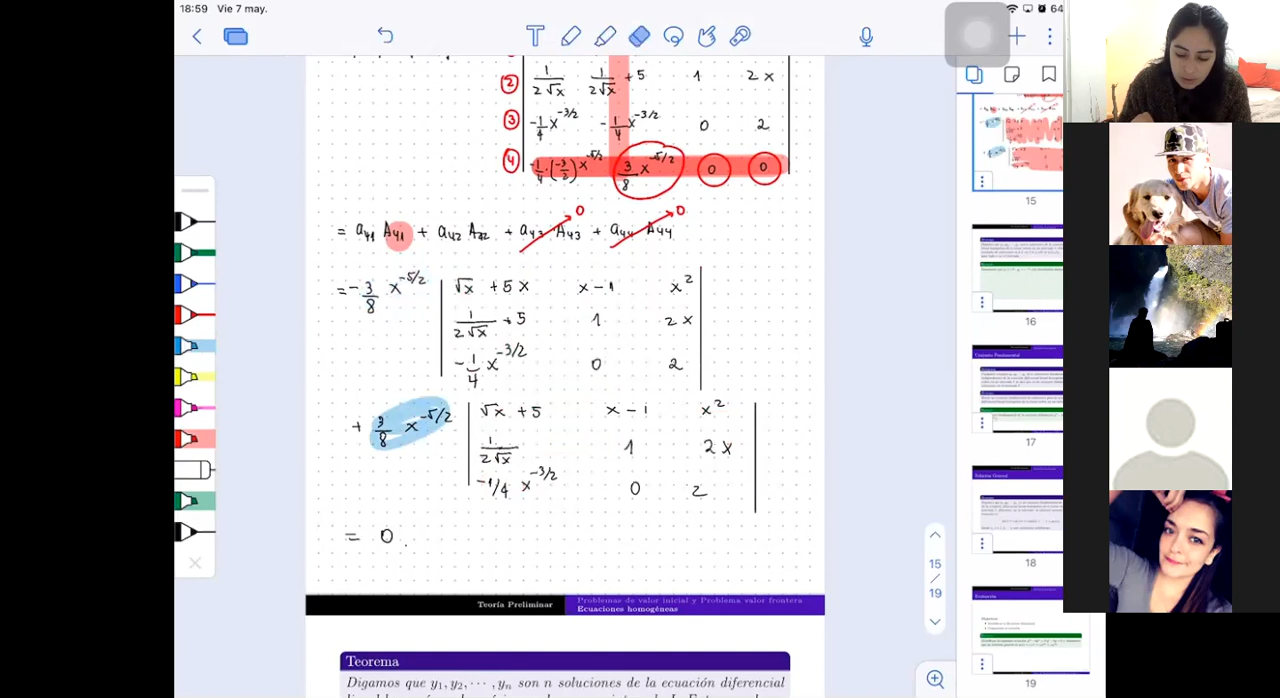 18:59 Vie 7 may.
64
② 1/(2√x) 1/(2√x) + 5 1 2x
③ -1/4 x^-3/2 -1/4 x^-3/2 0 2
④ -1/4·(-3/2) x^-5/2 3/8 x^-5/2 0 0
= a41 A41 + a42 A42 + a43 A43 0 + a44 A44 0
= -3/8 x^-5/2 | √x + 5x x-1 x² |
1/(2√x) + 5 1 2x
-1/4 x^-3/2 0 2
+ 3/8 x^-5/2 | √x + 5 x-1 x² |
1/(2√x) 1 2x
-1/4 x^-3/2 0 2
= 0.
Teoría Preliminar
Problemas de valor inicial y Problema valor frontera
Ecuaciones homogéneas
Teorema
Digamos que y₁, y₂, ⋯ , yₙ son n soluciones de la ecuación diferencial
15
/
19
15
16
Conjunto Fundamental
17
18
19